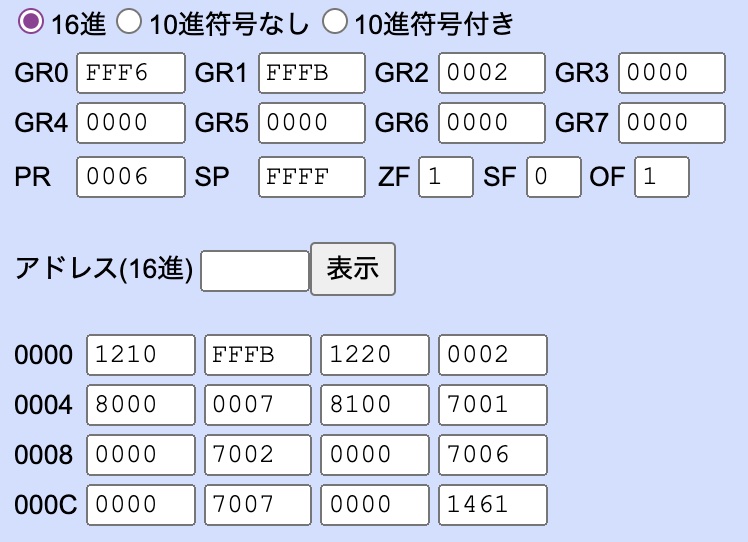 16進 10進符号なし 10進符号付き
GR0 FFF6 GR1 FFFB GR2 0002 GR3 0000
GR4 0000 GR5 0000 GR6 0000 GR7 0000
PR 0006 SP FFFF ZF 1 SF 0 OF 1
アドレス(16進) 表示
0000 1210 FFFB 1220 0002
0004 8000 0007 8100 7001
0008 0000 7002 0000 7006
000C 0000 7007 0000 1461